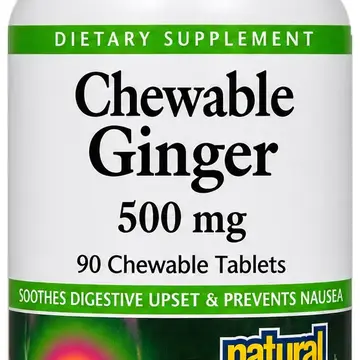 DIETARY SUPPLEMENT
Chewable
Ginger
500 mg
90 Chewable Tablets
SOOTHES DIGESTIVE UPSET & PREVENTS NAUSEA
natural